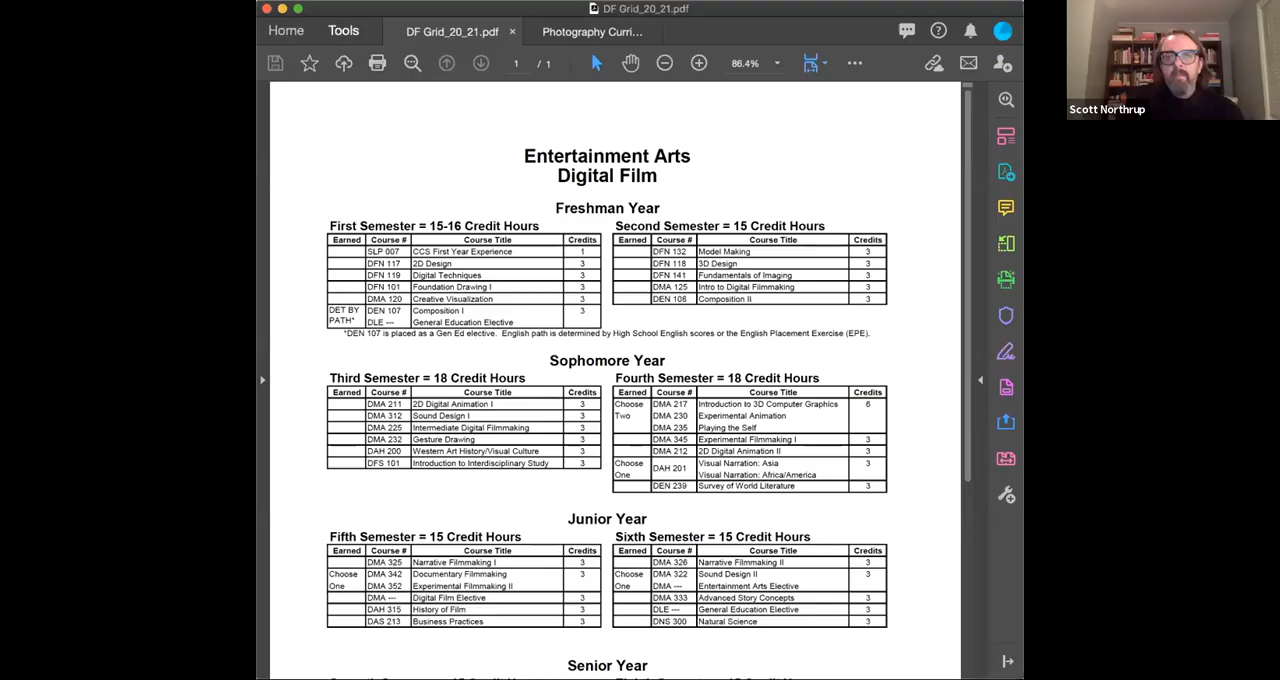 DF Grid_20_21.pdf
Home Tools DF Grid_20_21.pdf × Photography Curri...
1 / 1 86.4%
Scott Northrup
Entertainment Arts
Digital Film
Freshman Year
First Semester = 15-16 Credit Hours
Earned Course # Course Title Credits
SLP 007 CCS First Year Experience 1
DFN 117 2D Design 3
DFN 119 Digital Techniques 3
DFN 101 Foundation Drawing I 3
DMA 120 Creative Visualization 3
DET BY PATH* DEN 107 Composition I 3
DLE --- General Education Elective
Second Semester = 15 Credit Hours
Earned Course # Course Title Credits
DFN 132 Model Making 3
DFN 118 3D Design 3
DFN 141 Fundamentals of Imaging 3
DMA 125 Intro to Digital Filmmaking 3
DEN 108 Composition II 3
*DEN 107 is placed as a Gen Ed elective. English path is determined by High School English scores or the English Placement Exercise (EPE).
Sophomore Year
Third Semester = 18 Credit Hours
Earned Course # Course Title Credits
DMA 211 2D Digital Animation I 3
DMA 312 Sound Design I 3
DMA 225 Intermediate Digital Filmmaking 3
DMA 232 Gesture Drawing 3
DAH 200 Western Art History/Visual Culture 3
DFS 101 Introduction to Interdisciplinary Study 3
Fourth Semester = 18 Credit Hours
Earned Course # Course Title Credits
Choose DMA 217 Introduction to 3D Computer Graphics 6
Two DMA 230 Experimental Animation
DMA 235 Playing the Self
DMA 345 Experimental Filmmaking I 3
DMA 212 2D Digital Animation II 3
Choose One DAH 201 Visual Narration: Asia 3
Visual Narration: Africa/America
DEN 239 Survey of World Literature 3
Junior Year
Fifth Semester = 15 Credit Hours
Earned Course # Course Title Credits
DMA 325 Narrative Filmmaking I 3
Choose DMA 342 Documentary Filmmaking 3
One DMA 352 Experimental Filmmaking II
DMA --- Digital Film Elective 3
DAH 315 History of Film 3
DAS 213 Business Practices 3
Sixth Semester = 15 Credit Hours
Earned Course # Course Title Credits
DMA 326 Narrative Filmmaking II 3
Choose DMA 322 Sound Design II 3
One DMA --- Entertainment Arts Elective
DMA 333 Advanced Story Concepts 3
DLE --- General Education Elective 3
DNS 300 Natural Science 3
Senior Year